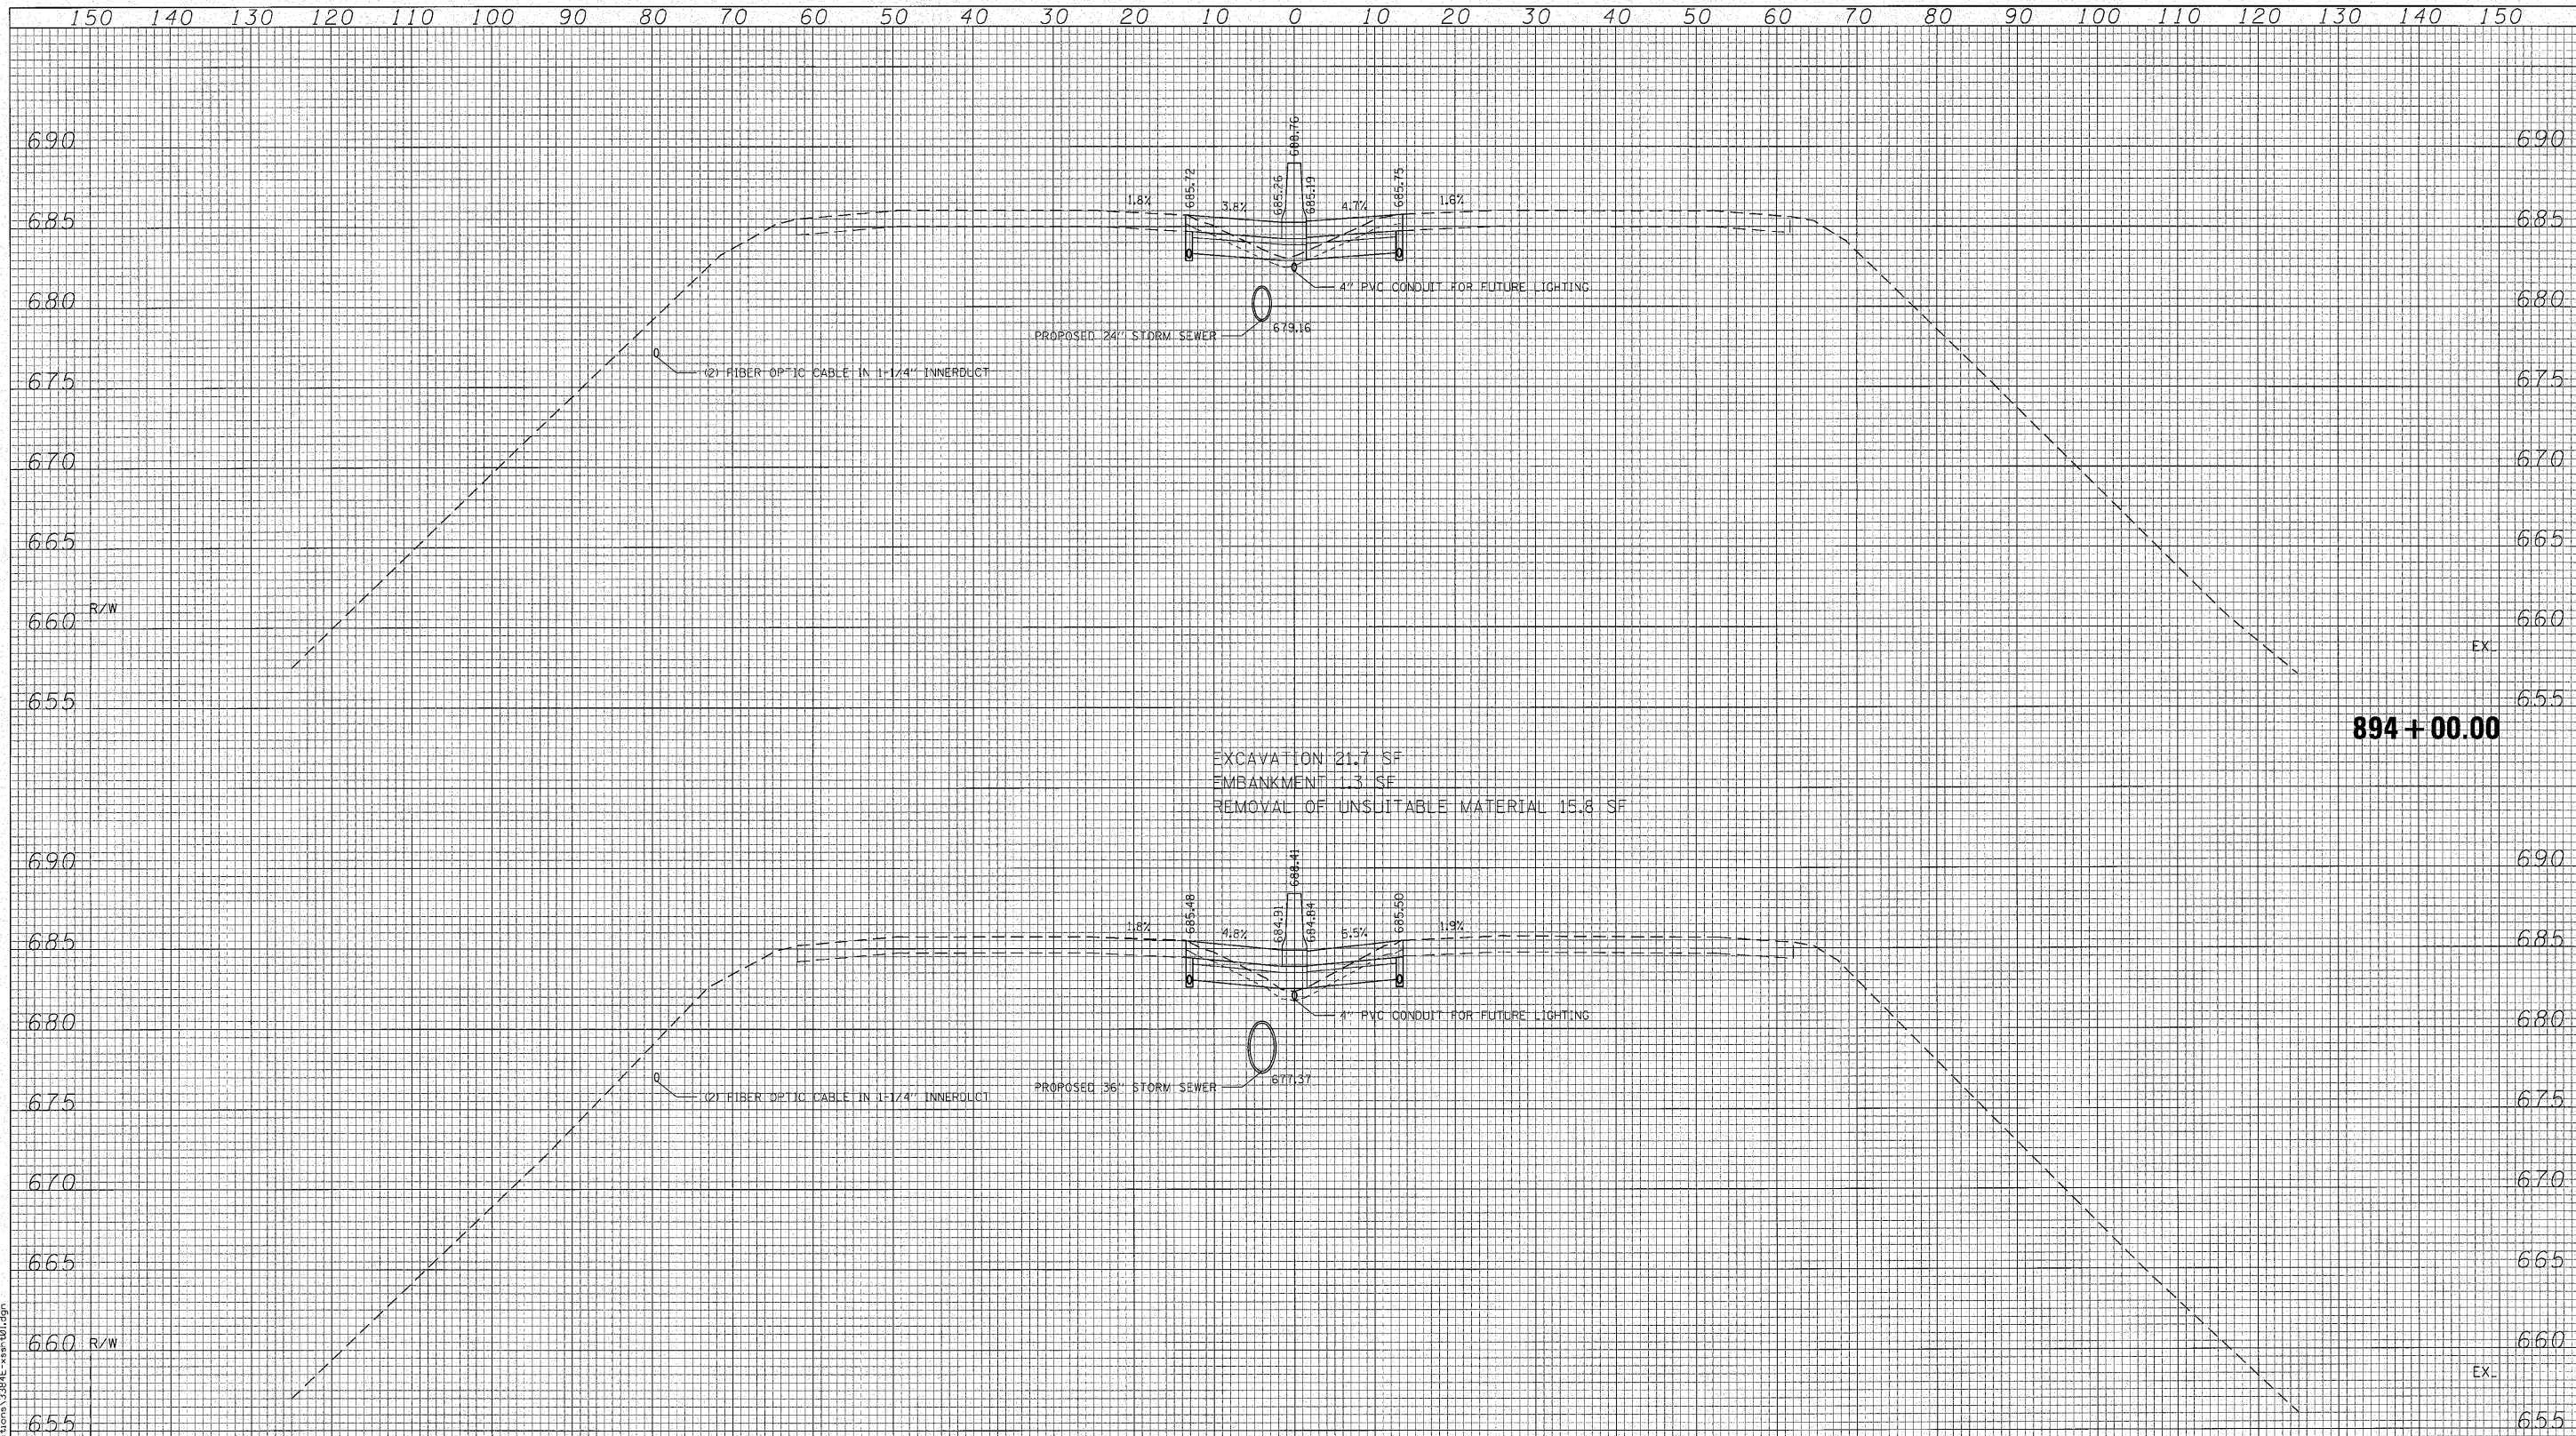 150 140 130 120 110 100 90 80 70 60 50 40 30 20 10 0 10 20 30 40 50 60 70 80 90 100 110 120 130 140 150
690 688.76 690
685.72 685.26 685.19 685.75
1.8% 3.8% 4.7% 1.6%
685 685
4" PVC CONDUIT FOR FUTURE LIGHTING
680 680
679.16
PROPOSED 24" STORM SEWER
(2) FIBER OPTIC CABLE IN 1-1/4" INNERDUCT
675 675
670 670
665 665
R/W
660 660
EX_
655 655
894+00.00
EXCAVATION 21.7 SF
EMBANKMENT 1.3 SF
REMOVAL OF UNSUITABLE MATERIAL 15.8 SF
690 688.41 690
685.48 684.91 684.84 685.50
1.8% 4.8% 5.5% 1.9%
685 685
4" PVC CONDUIT FOR FUTURE LIGHTING
680 680
677.37
PROPOSED 36" STORM SEWER
(2) FIBER OPTIC CABLE IN 1-1/4" INNERDUCT
675 675
670 670
665 665
660 R/W 660
EX_
655 655